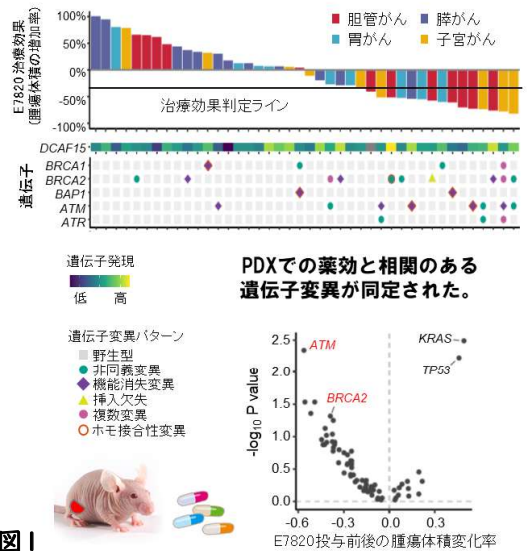 E7820治療効果
(腫瘍体積の増加率)
100%
50%
0%
-50%
-100%
胆管がん
膵がん
胃がん
子宮がん
治療効果判定ライン
遺伝子
DCAF15
BRCA1
BRCA2
BAP1
ATM
ATR
遺伝子発現
低 高
PDXでの薬効と相関のある
遺伝子変異が同定された。
遺伝子変異パターン
野生型
非同義変異
機能消失変異
挿入欠失
複数変異
ホモ接合性変異
-log10 P value
2.5
2.0
1.5
1.0
0.5
0.0
ATM
BRCA2
KRAS
TP53
-0.6 -0.3 0.0 0.3
E7820投与前後の腫瘍体積変化率
図1